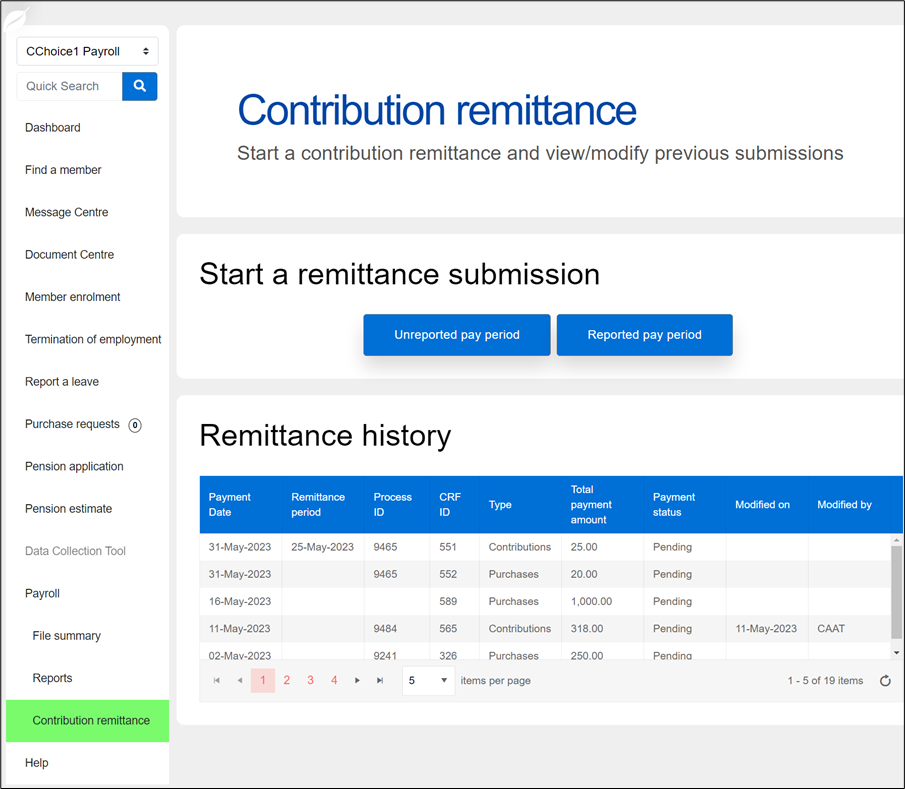 CChoice1 Payroll
Quick Search
Dashboard
Find a member
Message Centre
Document Centre
Member enrolment
Termination of employment
Report a leave
Purchase requests 0
Pension application
Pension estimate
Data Collection Tool
Payroll
File summary
Reports
Contribution remittance
Help
Contribution remittance
Start a contribution remittance and view/modify previous submissions
Start a remittance submission
Unreported pay period Reported pay period
Remittance history
Payment Date Remittance period Process ID CRF ID Type Total payment amount Payment status Modified on Modified by
31-May-2023 25-May-2023 9465 551 Contributions 25.00 Pending
31-May-2023 9465 552 Purchases 20.00 Pending
16-May-2023 589 Purchases 1,000.00 Pending
11-May-2023 9484 565 Contributions 318.00 Pending 11-May-2023 CAAT
02-May-2023 9241 326 Purchases 250.00 Pending
1 2 3 4 5 items per page 1 - 5 of 19 items